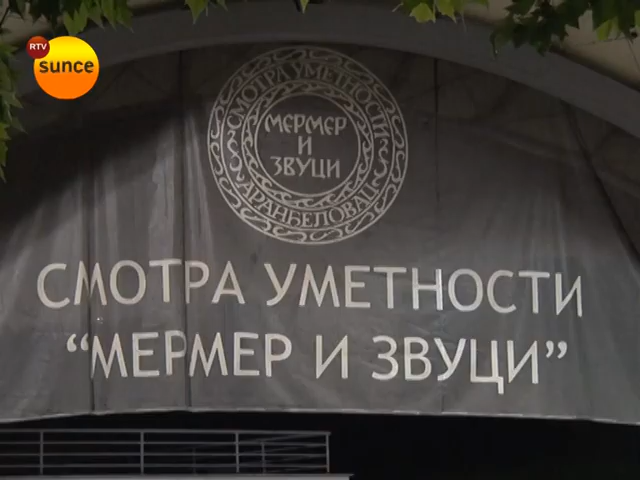 RTV
sunce
СМОТРА УМЕТНОСТИ
МЕРМЕР
И
ЗВУЦИ
АРАНЂЕЛОВАЦ
СМОТРА УМЕТНОСТИ
“МЕРМЕР И ЗВУЦИ”